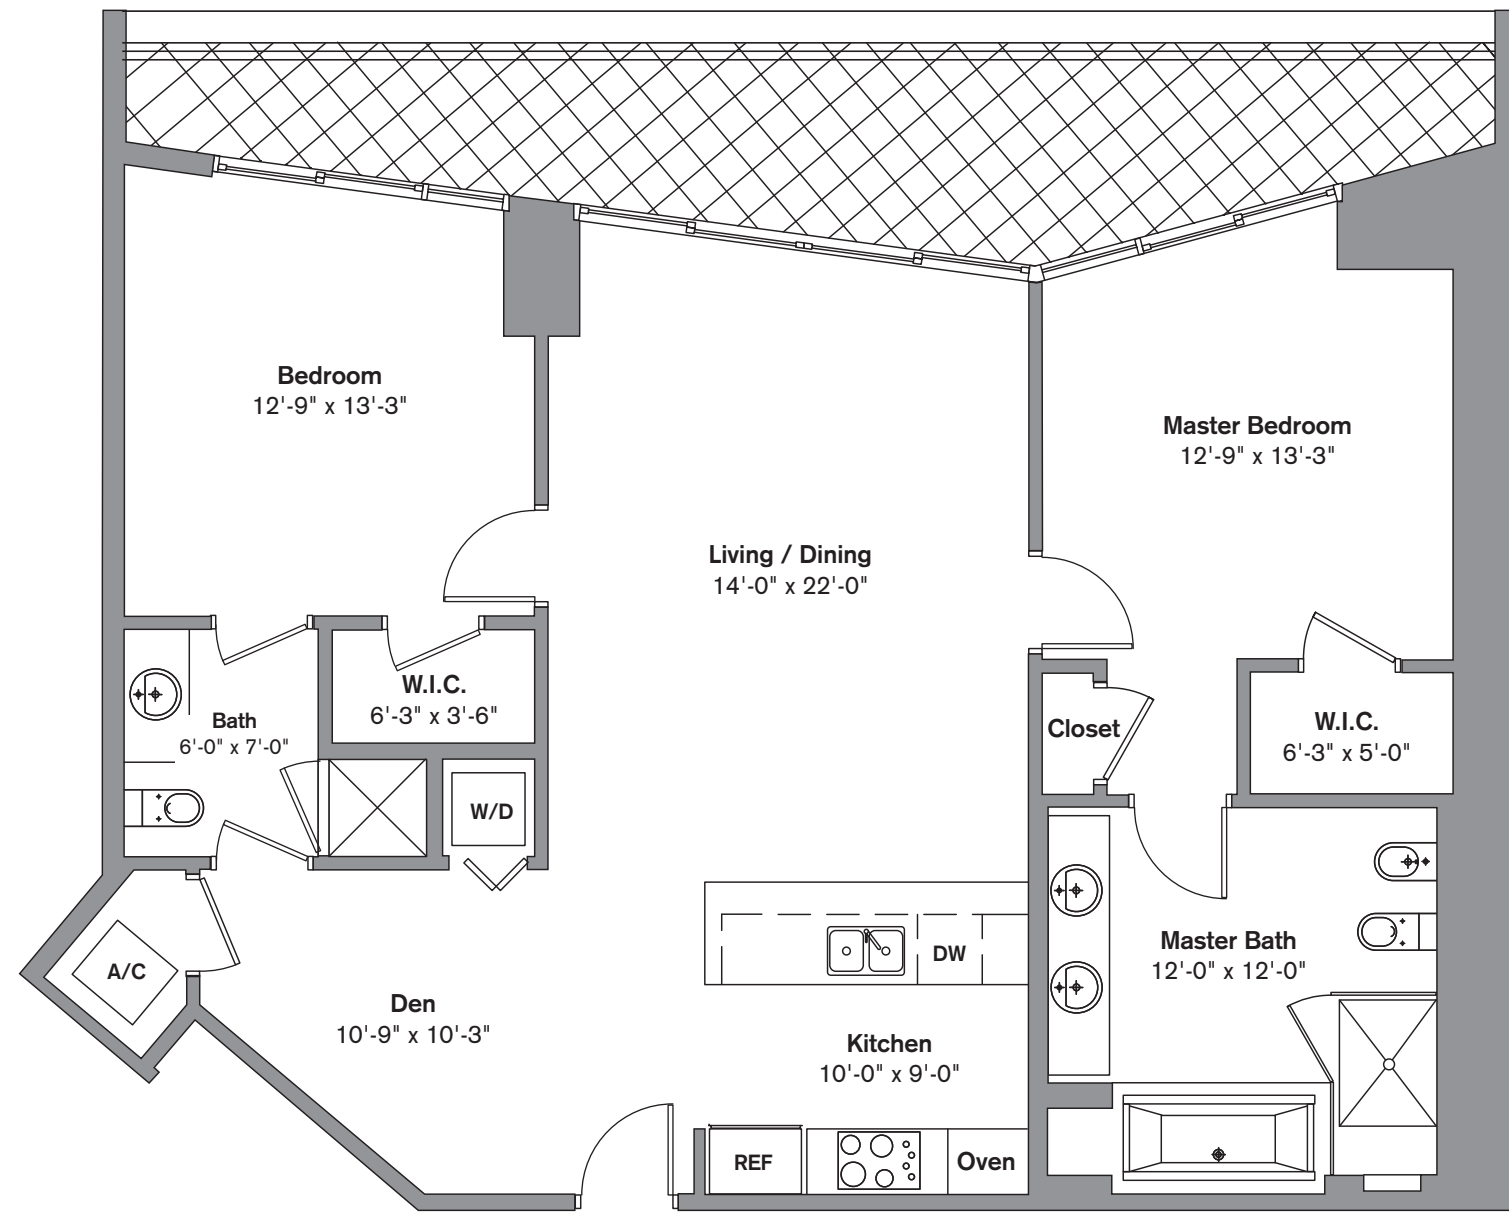 Bedroom
12'-9" x 13'-3"
Master Bedroom
12'-9" x 13'-3"
Living / Dining
14'-0" x 22'-0"
W.I.C.
6'-3" x 3'-6"
Bath
6'-0" x 7'-0"
W/D
Closet
W.I.C.
6'-3" x 5'-0"
A/C
Den
10'-9" x 10'-3"
DW
Master Bath
12'-0" x 12'-0"
Kitchen
10'-0" x 9'-0"
REF
Oven